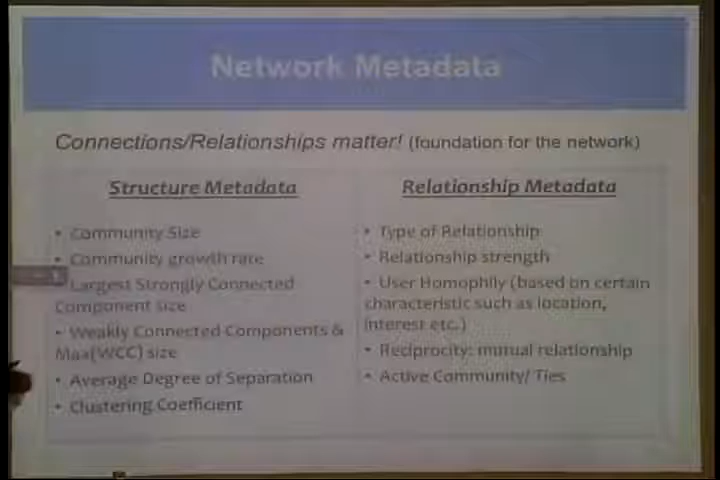 Network Metadata
Connections/Relationships matter! (foundation for the network)
Structure Metadata
• Community Size
• Community growth rate
Largest Strongly Connected
Component size
• Weakly Connected Components &
Max(WCC) size
• Average Degree of Separation
• Clustering Coefficient
Relationship Metadata
• Type of Relationship
• Relationship strength
• User Homophily (based on certain
characteristic such as location,
interest etc.)
• Reciprocity: mutual relationship
• Active Community/ Ties